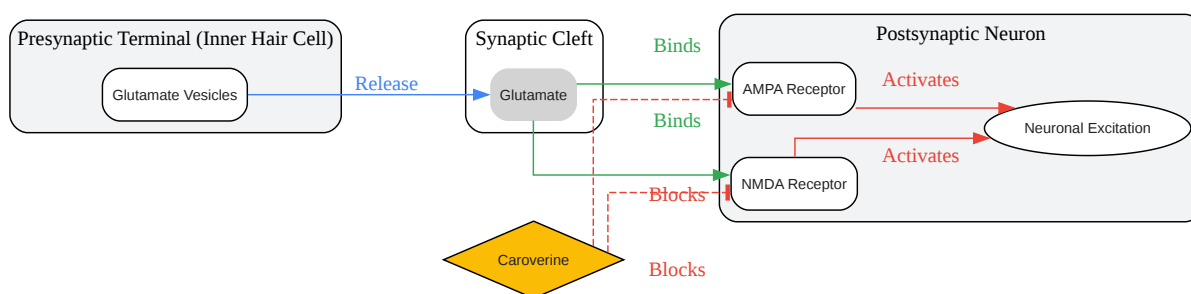 Presynaptic Terminal (Inner Hair Cell)
Glutamate Vesicles
Release
Synaptic Cleft
Glutamate
Binds
Binds
Blocks
Blocks
Caroverine
Postsynaptic Neuron
AMPA Receptor
Activates
Neuronal Excitation
Activates
NMDA Receptor